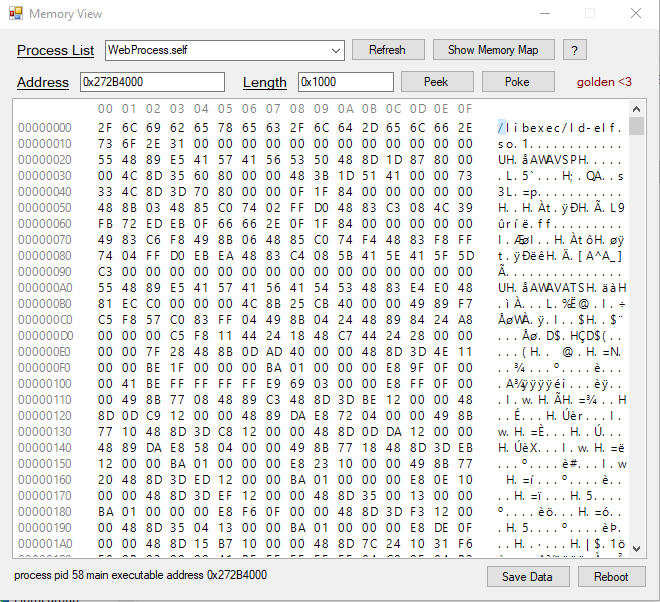 Memory View
Process List WebProcess.self Refresh Show Memory Map ?
Address 0x272B4000 Length 0x1000 Peek Poke golden <3
00 01 02 03 04 05 06 07 08 09 0A 0B 0C 0D 0E 0F
00000000 2F 6C 69 62 65 78 65 63 2F 6C 64 2D 65 6C 66 2E /libexec/ld-elf.
00000010 73 6F 2E 31 00 00 00 00 00 00 00 00 00 00 00 00 so.1............
00000020 55 48 89 E5 41 57 41 56 53 50 48 8D 1D 87 80 00 UH.åAWAVSPH.....
00000030 00 4C 8D 35 60 80 00 00 48 3B 1D 51 41 00 00 73 .L.5`...H;.QA..s
00000040 33 4C 8D 3D 70 80 00 00 0F 1F 84 00 00 00 00 00 3L.=p...........
00000050 48 8B 03 48 85 C0 74 02 FF D0 48 83 C3 08 4C 39 H..H.Àt.ÿÐH.Ã.L9
00000060 FB 72 ED EB 0F 66 66 2E 0F 1F 84 00 00 00 00 00 ûríë.ff.........
00000070 49 83 C6 F8 49 8B 06 48 85 C0 74 F4 48 83 F8 FF I.ÆøI..H.ÀtôH.øÿ
00000080 74 04 FF D0 EB EA 48 83 C4 08 5B 41 5E 41 5F 5D t.ÿÐëêH.Ä.[A^A_]
00000090 C3 00 00 00 00 00 00 00 00 00 00 00 00 00 00 00 Ã...............
000000A0 55 48 89 E5 41 57 41 56 41 54 53 48 83 E4 E0 48 UH.åAWAVATSH.äàH
000000B0 81 EC C0 00 00 00 4C 8B 25 CB 40 00 00 49 89 F7 .ìÀ...L.%Ë@..I.÷
000000C0 C5 F8 57 C0 83 FF 04 49 8B 04 24 48 89 84 24 A8 ÅøWÀ.ÿ.I..$H..$¨
000000D0 00 00 00 C5 F8 11 44 24 18 48 C7 44 24 28 00 00 ...Åø.D$.HÇD$(..
000000E0 00 00 7F 28 48 8B 0D AD 40 00 00 48 8D 3D 4E 11 ...(H...@..H.=N.
000000F0 00 00 BE 1F 00 00 00 BA 01 00 00 00 E8 9F 0F 00 ..¾....º....è...
00000100 00 41 BE FF FF FF FF E9 69 03 00 00 E8 FF 0F 00 .A¾ÿÿÿÿéi...èÿ..
00000110 00 49 8B 77 08 48 89 C3 48 8D 3D BE 12 00 00 48 .I.w.H.ÃH.=¾...H
00000120 8D 0D C9 12 00 00 48 89 DA E8 72 04 00 00 49 8B ..É...H.Úèr...I.
00000130 77 10 48 8D 3D C8 12 00 00 48 8D 0D DA 12 00 00 w.H.=È...H..Ú...
00000140 48 89 DA E8 58 04 00 00 49 8B 77 18 48 8D 3D EB H.ÚèX...I.w.H.=ë
00000150 12 00 00 BA 01 00 00 00 E8 23 10 00 00 49 8B 77 ...º....è#...I.w
00000160 20 48 8D 3D ED 12 00 00 BA 01 00 00 00 E8 0E 10 H.=í...º....è..
00000170 00 00 48 8D 3D EF 12 00 00 48 8D 35 00 13 00 00 ..H.=ï...H.5....
00000180 BA 01 00 00 00 E8 F6 0F 00 00 48 8D 3D F3 12 00 º....èö...H.=ó..
00000190 00 48 8D 35 04 13 00 00 BA 01 00 00 00 E8 DE 0F .H.5....º....èÞ.
000001A0 00 00 48 8D 15 B7 10 00 00 48 8D 7C 24 10 31 F6 ..H..·...H.|$.1ö
process pid 58 main executable address 0x272B4000 Save Data Reboot